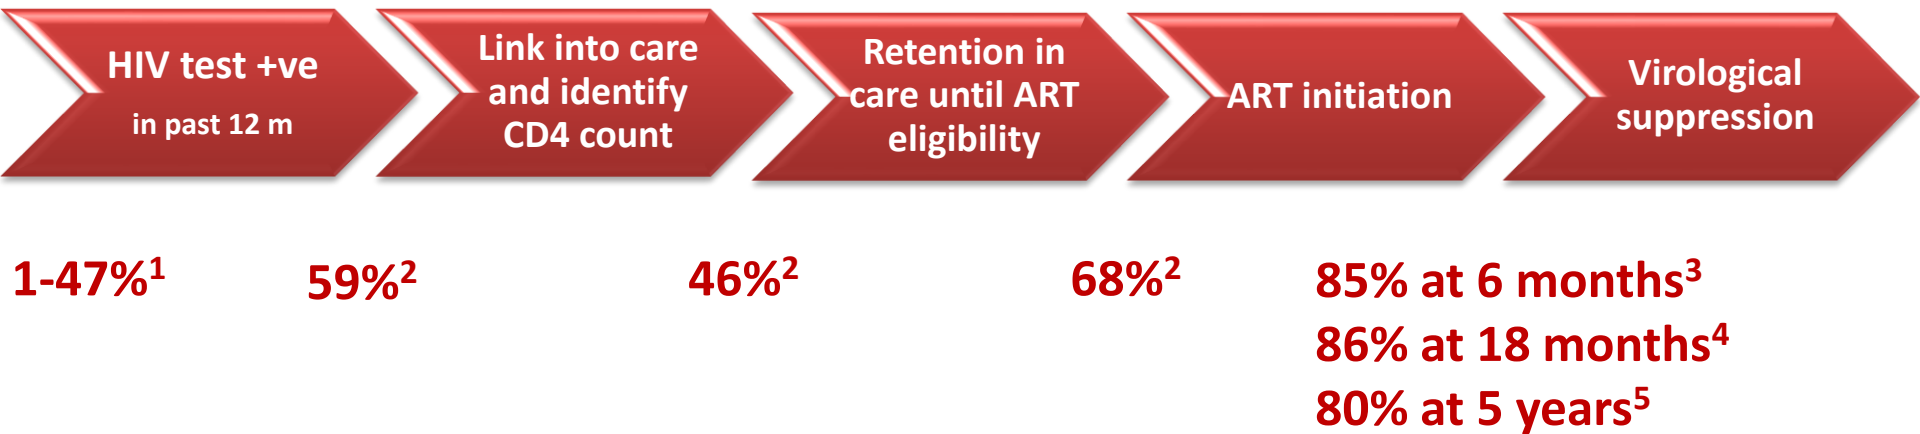 HIV test +ve
in past 12 m
Link into care
and identify
CD4 count
Retention in
care until ART
eligibility
ART initiation
Virological
suppression
1-47%¹
59%²
46%²
68%²
85% at 6 months³
86% at 18 months⁴
80% at 5 years⁵